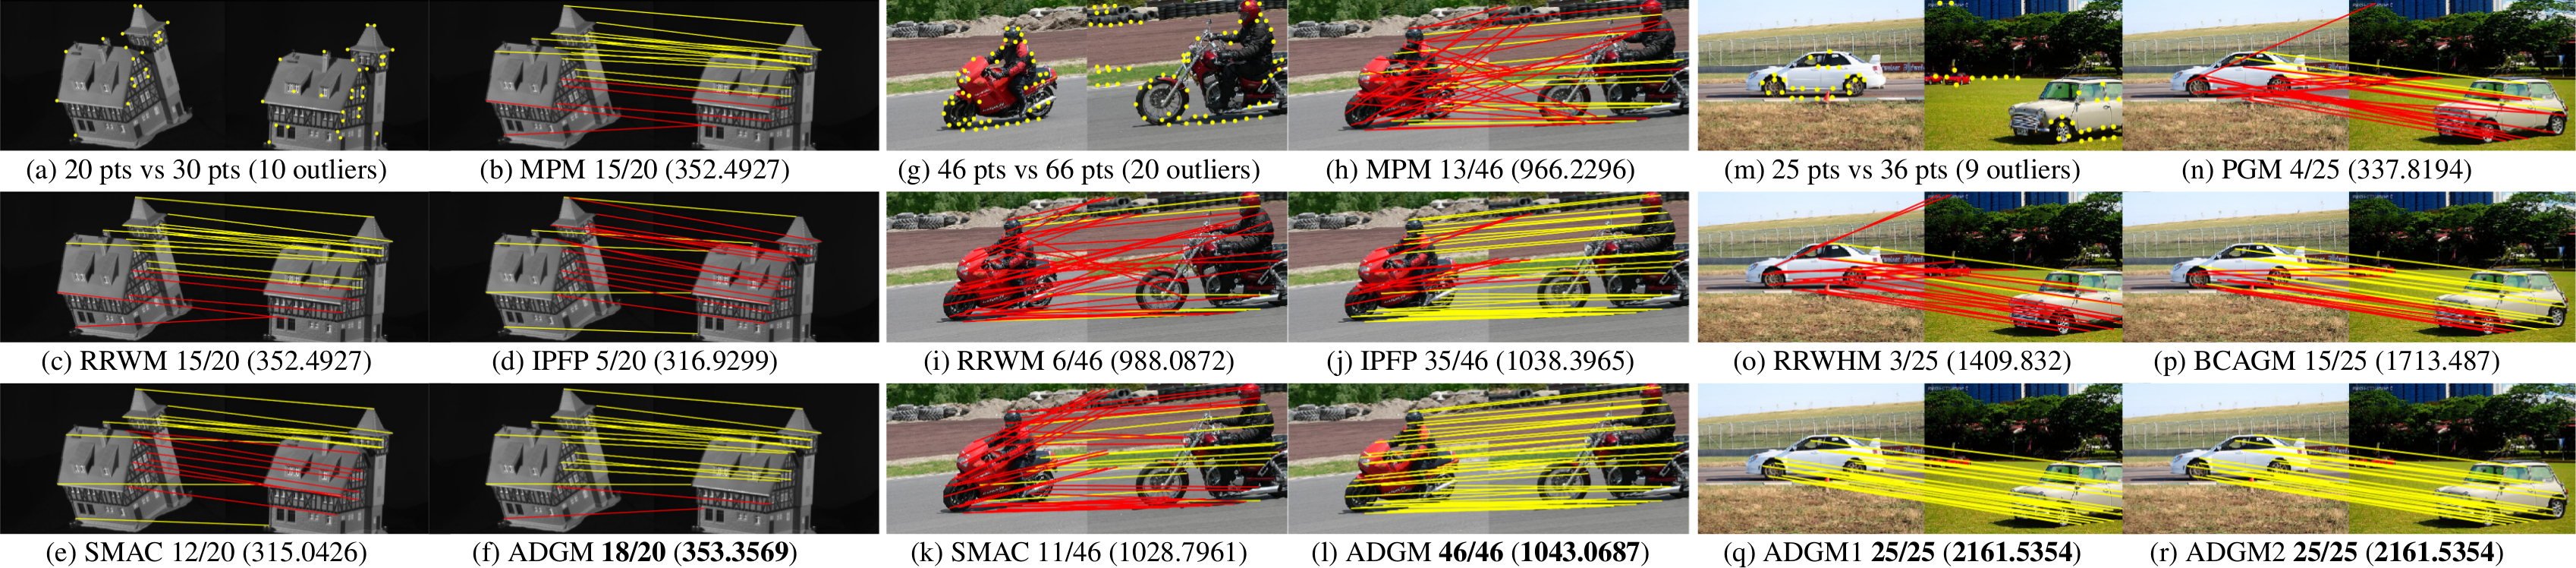 (a) 20 pts vs 30 pts (10 outliers)
(b) MPM 15/20 (352.4927)
(g) 46 pts vs 66 pts (20 outliers)
(h) MPM 13/46 (966.2296)
(m) 25 pts vs 36 pts (9 outliers)
(n) PGM 4/25 (337.8194)
(c) RRWM 15/20 (352.4927)
(d) IPFP 5/20 (316.9299)
(i) RRWM 6/46 (988.0872)
(j) IPFP 35/46 (1038.3965)
(o) RRWHM 3/25 (1409.832)
(p) BCAGM 15/25 (1713.487)
(e) SMAC 12/20 (315.0426)
(f) ADGM 18/20 (353.3569)
(k) SMAC 11/46 (1028.7961)
(l) ADGM 46/46 (1043.0687)
(q) ADGM1 25/25 (2161.5354)
(r) ADGM2 25/25 (2161.5354)